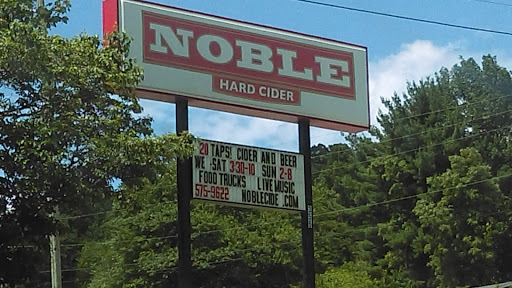 NOBLE
HARD CIDER
20 TAPS! CIDER AND BEER
WE -SAT 3:30-10 SUN 2-8
FOOD TRUCKS LIVE MUSIC
575-9622 NOBLECIDE .COM